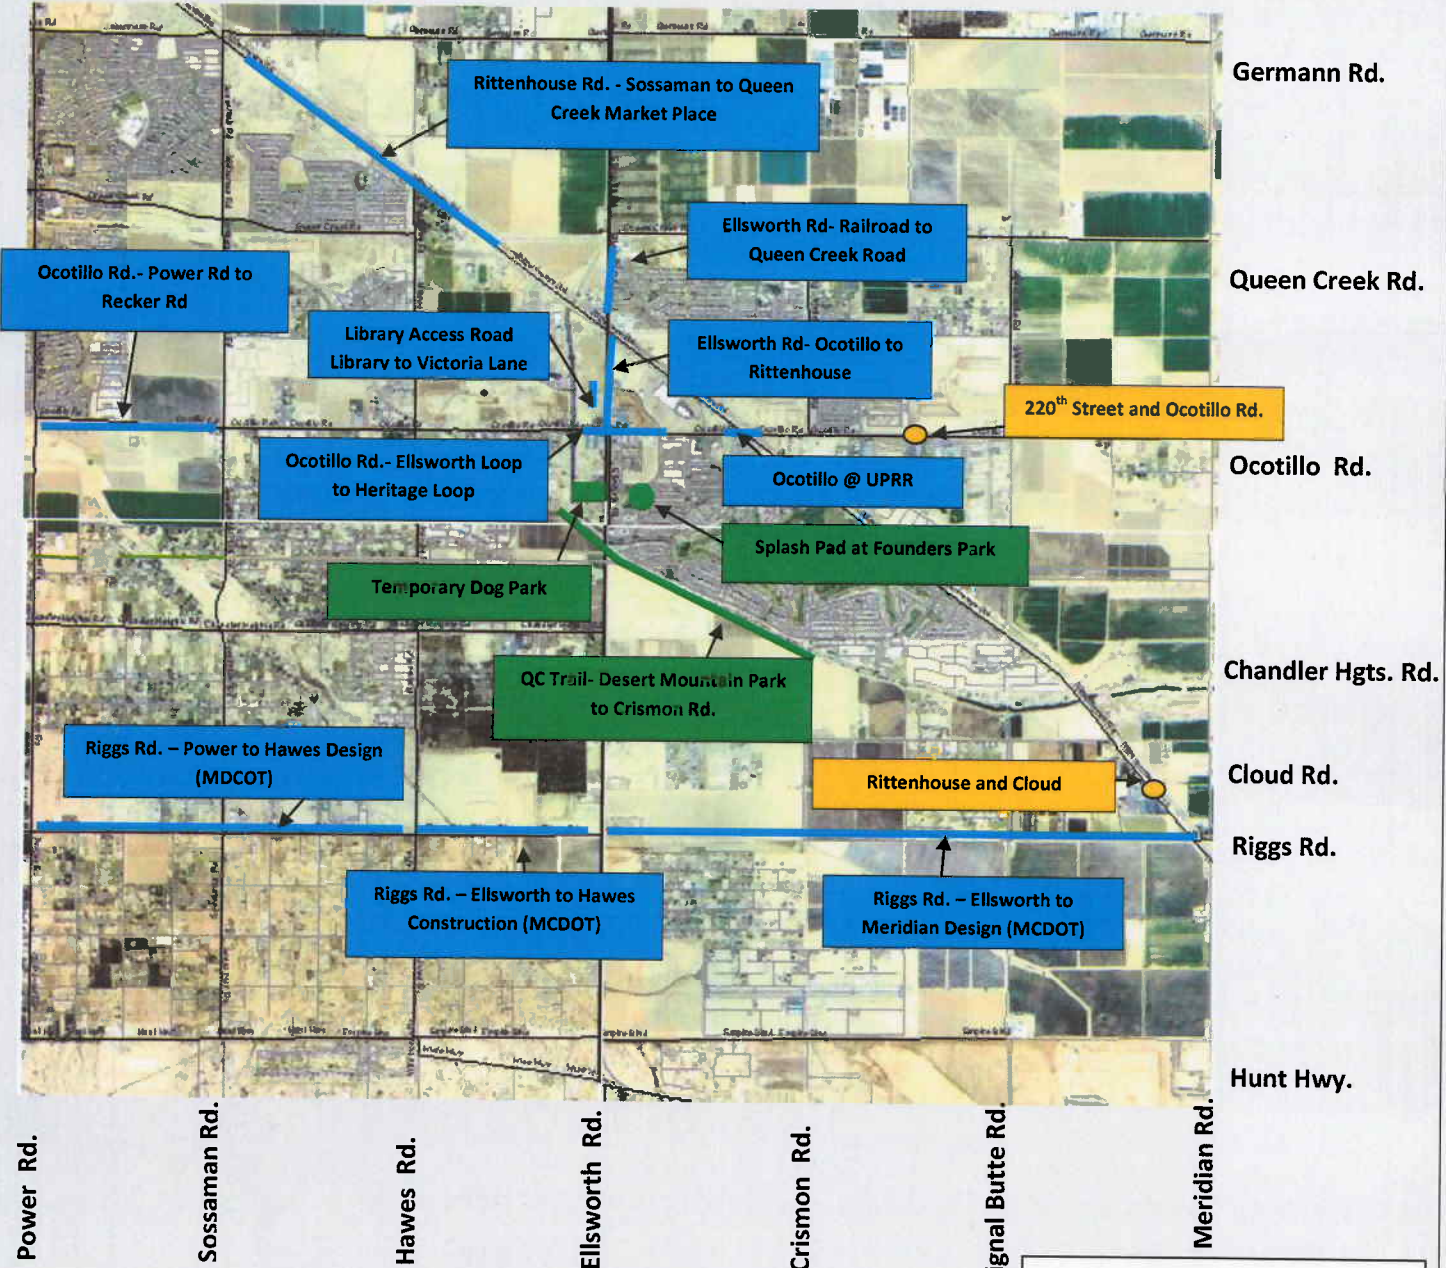 Germann Rd.
Rittenhouse Rd. - Sossaman to Queen
Creek Market Place
Ellsworth Rd- Railroad to
Queen Creek Road
Ocotillo Rd.- Power Rd to
Recker Rd
Queen Creek Rd.
Library Access Road
Library to Victoria Lane
Ellsworth Rd- Ocotillo to
Rittenhouse
220th Street and Ocotillo Rd.
Ocotillo Rd.- Ellsworth Loop
to Heritage Loop
Ocotillo @ UPRR
Ocotillo Rd.
Splash Pad at Founders Park
Temporary Dog Park
QC Trail- Desert Mountain Park
to Crismon Rd.
Chandler Hgts. Rd.
Riggs Rd. – Power to Hawes Design
(MDCOT)
Rittenhouse and Cloud
Cloud Rd.
Riggs Rd.
Riggs Rd. – Ellsworth to Hawes
Construction (MCDOT)
Riggs Rd. – Ellsworth to
Meridian Design (MCDOT)
Hunt Hwy.
Power Rd.
Sossaman Rd.
Hawes Rd.
Ellsworth Rd.
Crismon Rd.
ignal Butte Rd.
Meridian Rd.